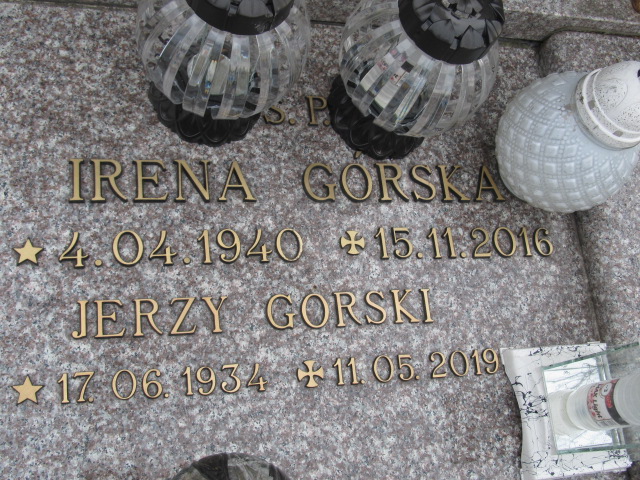 Ś. P.
IRENA GÓRSKA
4.04.1940 15.11.2016
JERZY GÓRSKI
17.06.1934 11.05.2019